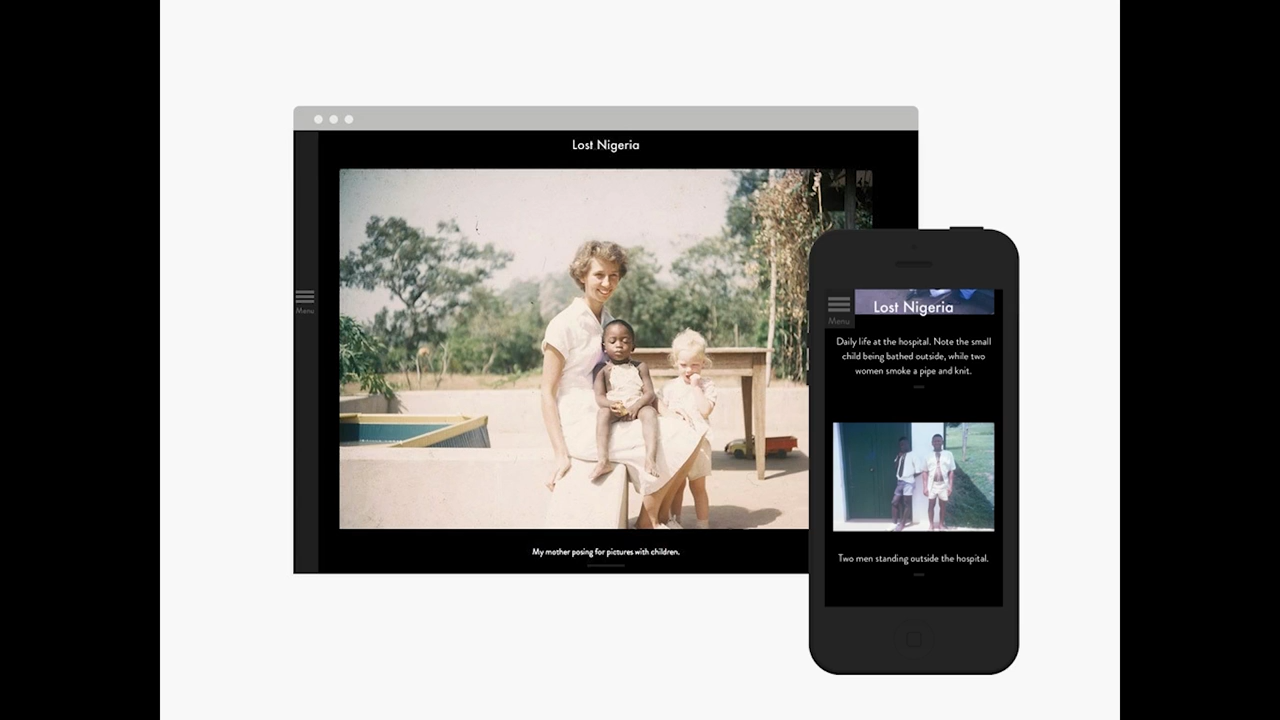 Lost Nigeria
Menu
My mother posing for pictures with children.
Menu
Lost Nigeria
Daily life at the hospital. Note the small
child being bathed outside, while two
women smoke a pipe and knit.
Two men standing outside the hospital.